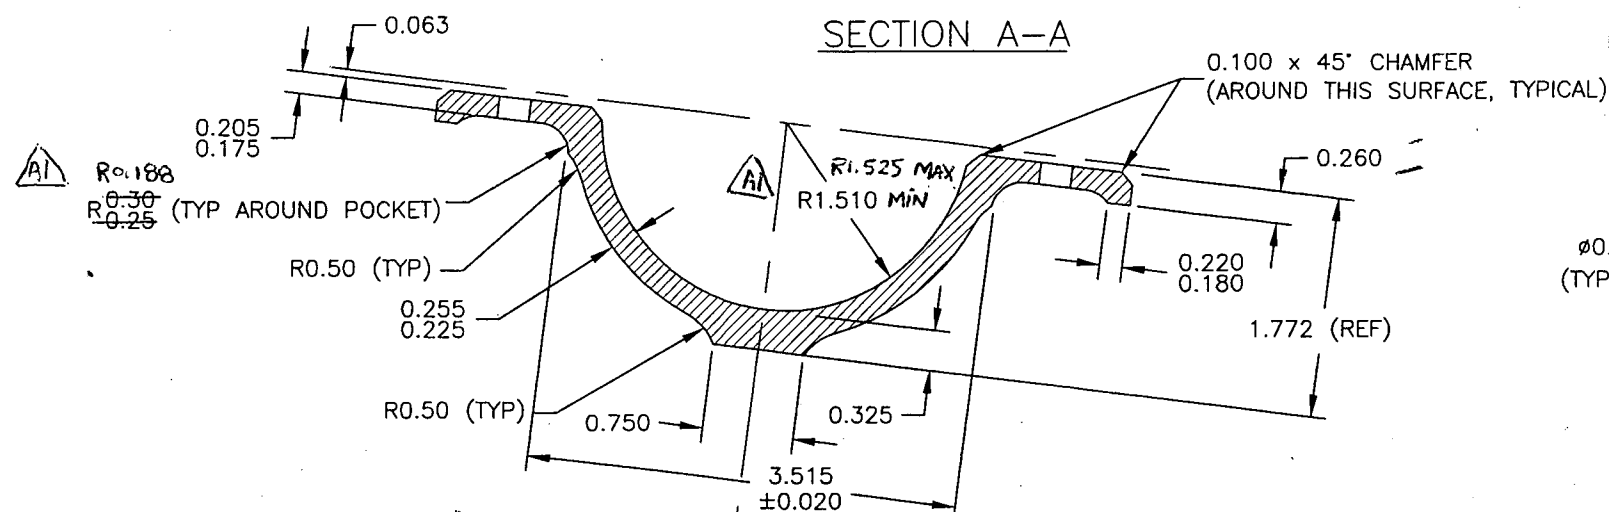 SECTION A-A
0.063
0.100 x 45° CHAMFER
(AROUND THIS SURFACE, TYPICAL)
0.205
0.175
A1
R0.188
R0.30
0.25 (TYP AROUND POCKET)
A1
R1.525 MAX
R1.510 MIN
0.260
R0.50 (TYP)
0.220
0.180
ø0.
(TYP
0.255
0.225
1.772 (REF)
R0.50 (TYP)
0.750
0.325
3.515
±0.020